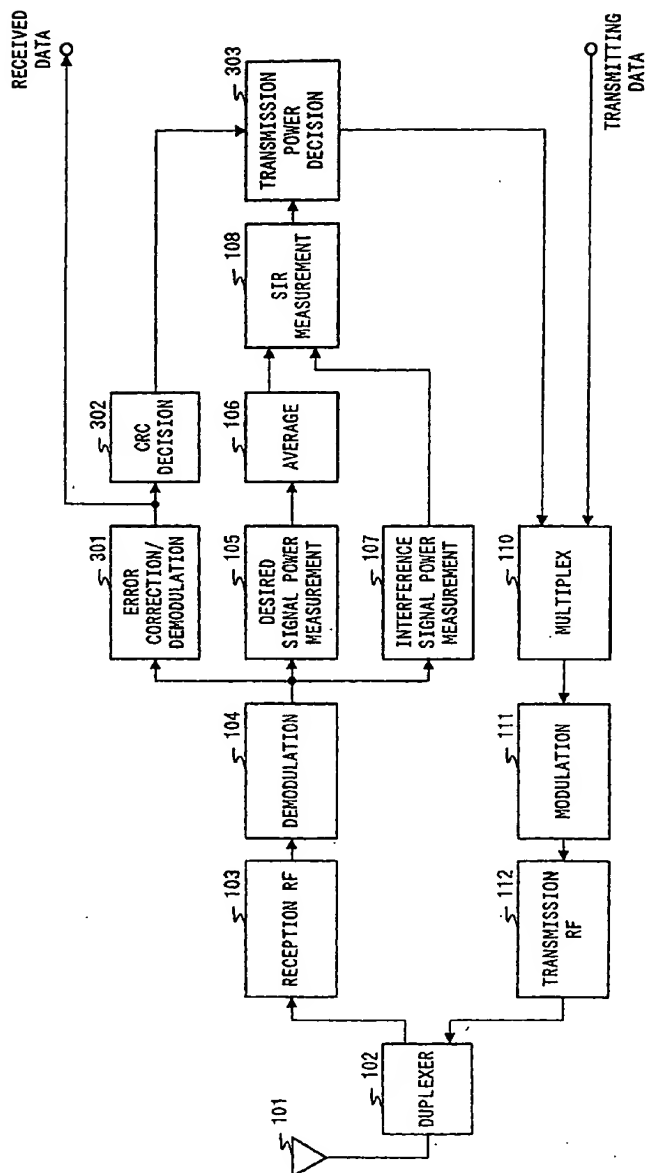 RECEIVED
DATA
303
TRANSMISSION
POWER
DECISION
108
SIR
MEASUREMENT
302
CRC
DECISION
106
AVERAGE
301
ERROR
CORRECTION/
DEMODULATION
105
DESIRED
SIGNAL POWER
MEASUREMENT
107
INTERFERENCE
SIGNAL POWER
MEASUREMENT
104
DEMODULATION
103
RECEPTION RF
101
102
DUPLEXER
112
TRANSMISSION
RF
111
MODULATION
110
MULTIPLEX
TRANSMITTING
DATA